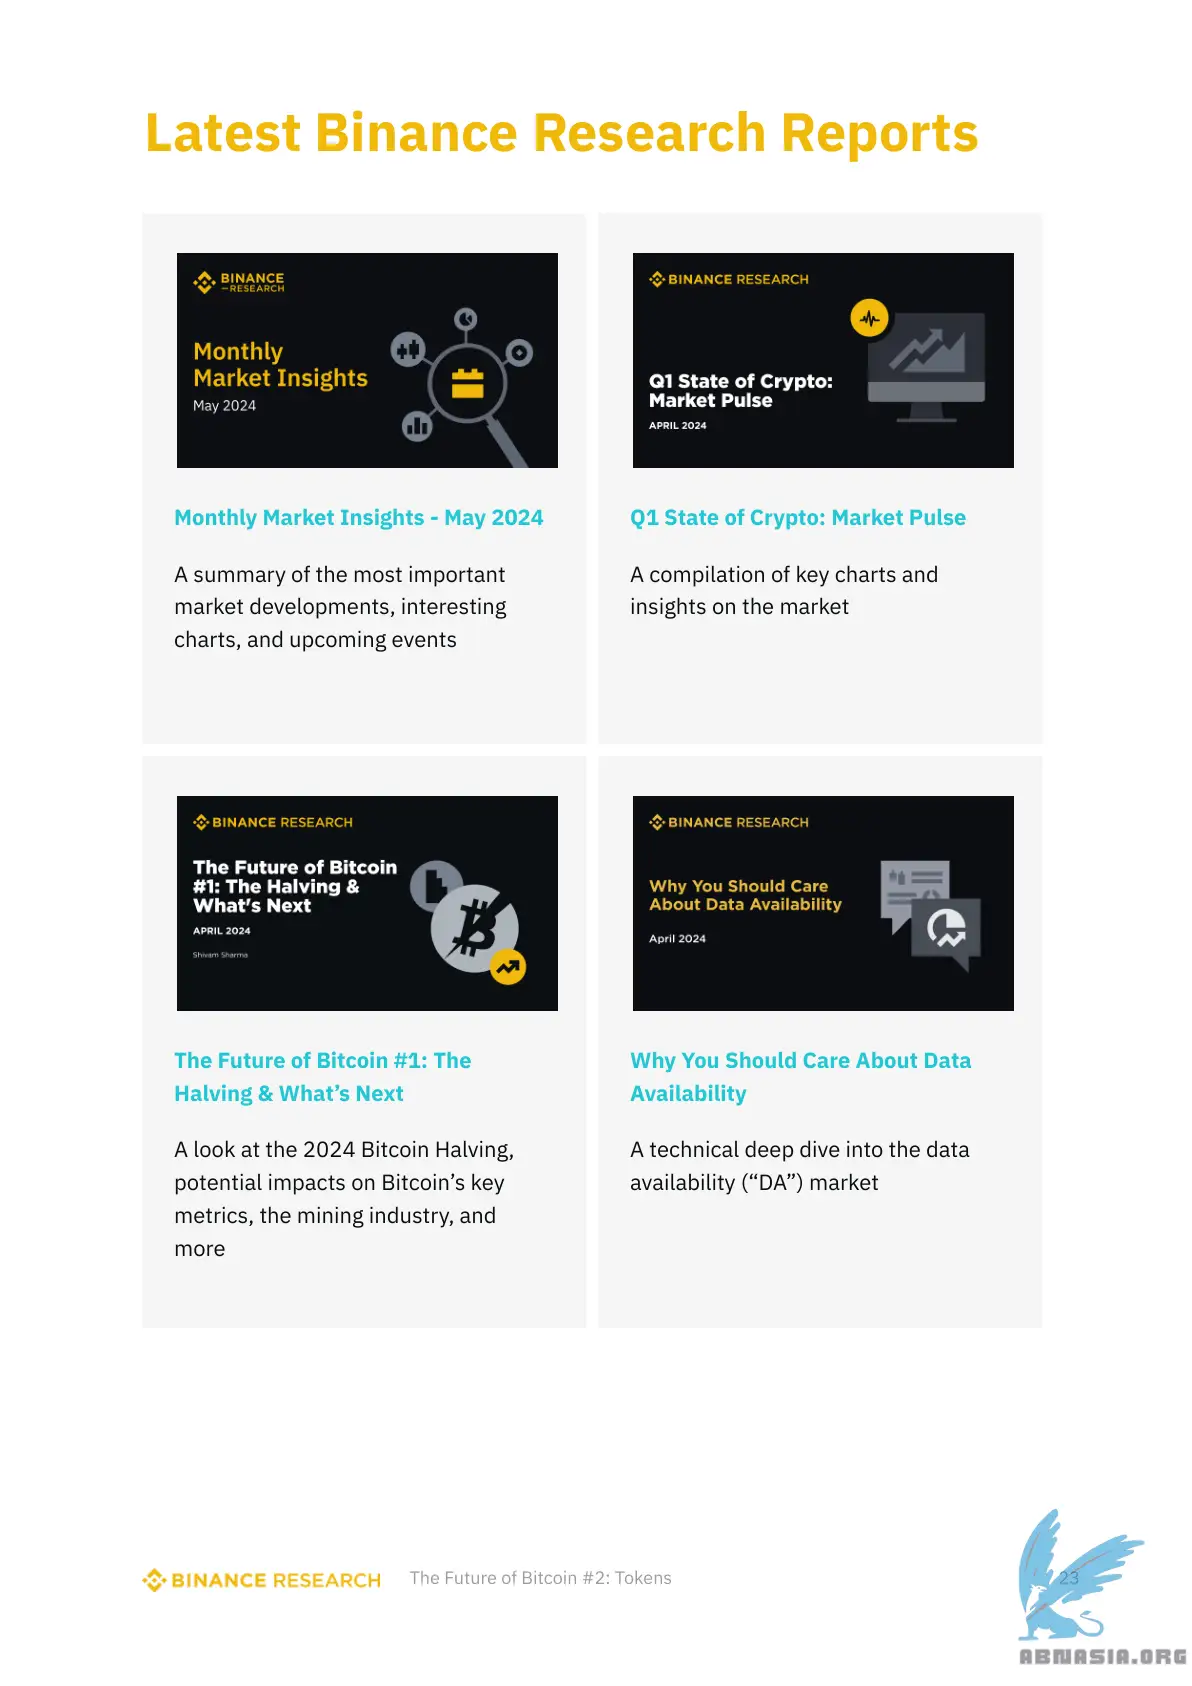 Latest Binance Research Reports
BINANCE
RESEARCH
Monthly
Market Insights
May 2024
Monthly Market Insights - May 2024
A summary of the most important
market developments, interesting
charts, and upcoming events
BINANCE RESEARCH
Q1 State of Crypto:
Market Pulse
APRIL 2024
Q1 State of Crypto: Market Pulse
A compilation of key charts and
insights on the market
BINANCE RESEARCH
The Future of Bitcoin
#1: The Halving &
What's Next
APRIL 2024
Shivam Sharma
The Future of Bitcoin #1: The
Halving & What’s Next
A look at the 2024 Bitcoin Halving,
potential impacts on Bitcoin’s key
metrics, the mining industry, and
more
BINANCE RESEARCH
Why You Should Care
About Data Availability
April 2024
Why You Should Care About Data
Availability
A technical deep dive into the data
availability (“DA”) market
BINANCE RESEARCH
The Future of Bitcoin #2: Tokens
23
ABNASIA.ORG